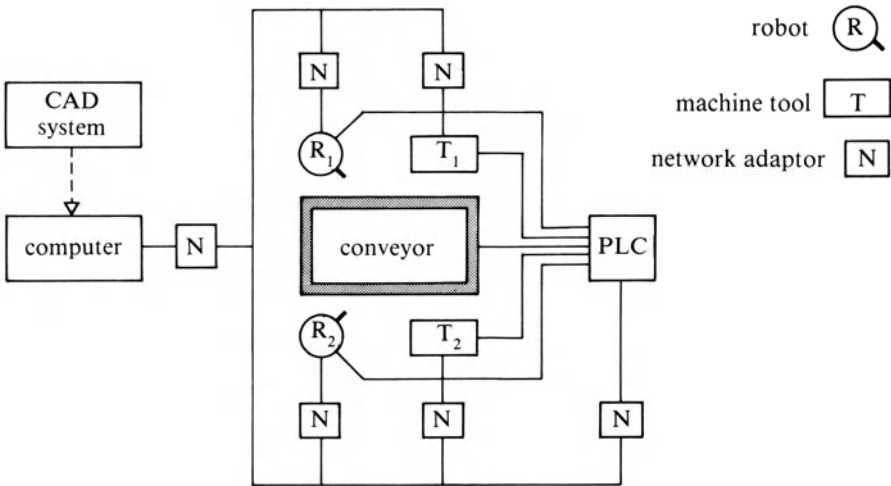 robot R
CAD
system
machine tool T
network adaptor N
N N
R1 T1
computer N conveyor PLC
R2 T2
N N N